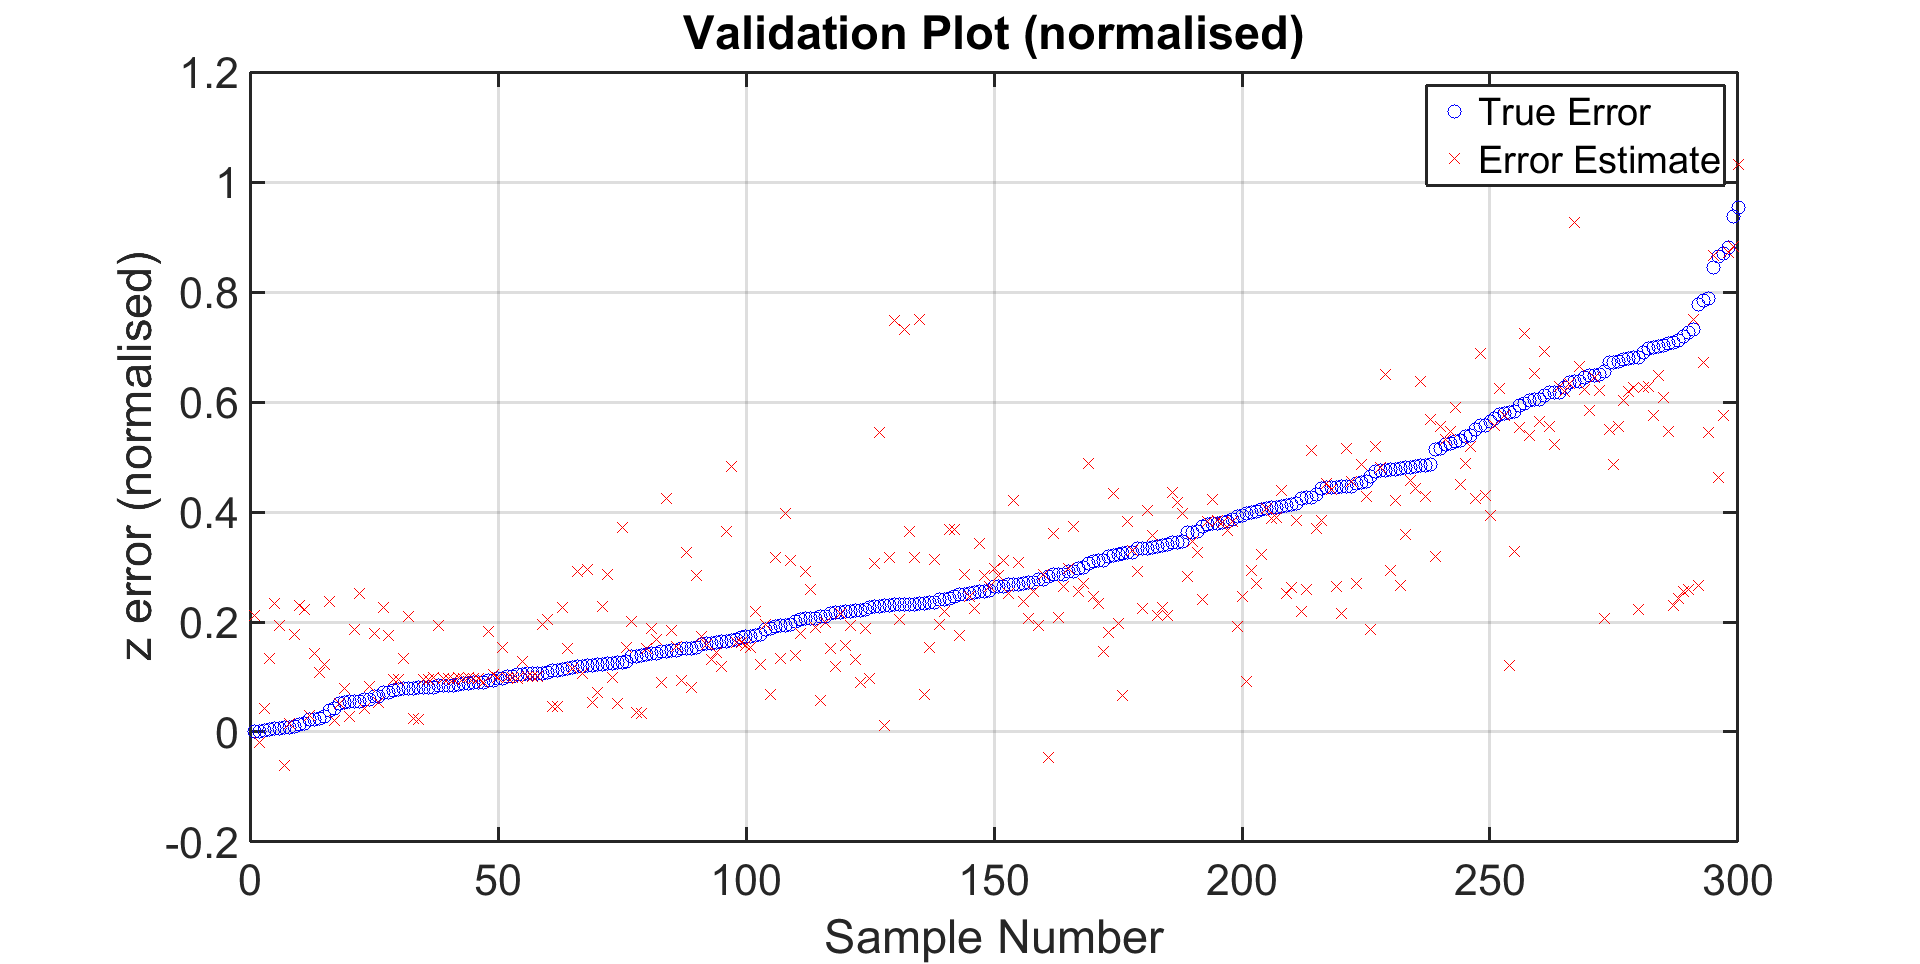 Validation Plot (normalised)
1.2
1
0.8
0.6
0.4
0.2
0
-0.2
z error (normalised)
True Error
Error Estimate
0 50 100 150 200 250 300
Sample Number